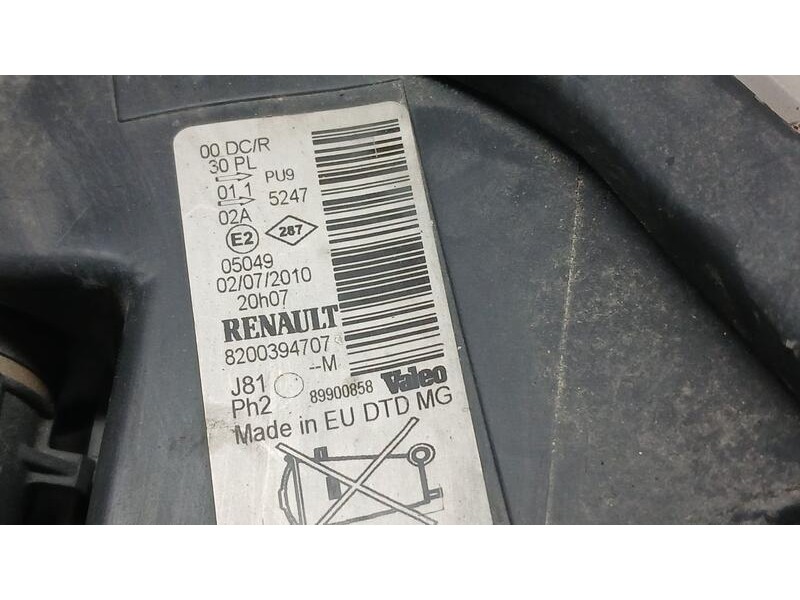 00 DC/R
30 PL
01.1 PU9
02A 5247
E2 287
05049
02/07/2010
20h07
RENAULT
8200394707
J81 --M
Ph2 89900858 Valeo
Made in EU DTD MG